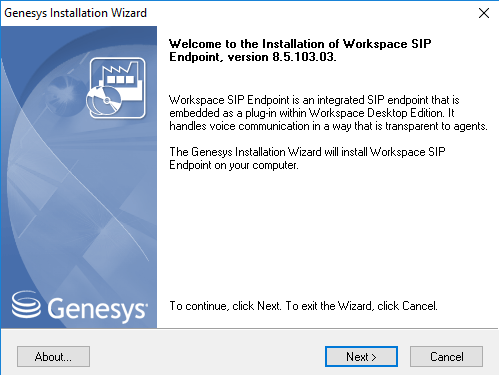 Genesys Installation Wizard
Welcome to the Installation of Workspace SIP
Endpoint, version 8.5.103.03.
Workspace SIP Endpoint is an integrated SIP endpoint that is
embedded as a plug-in within Workspace Desktop Edition. It
handles voice communication in a way that is transparent to agents.
The Genesys Installation Wizard will install Workspace SIP
Endpoint on your computer.
Genesys
To continue, click Next. To exit the Wizard, click Cancel.
About...
Next >
Cancel